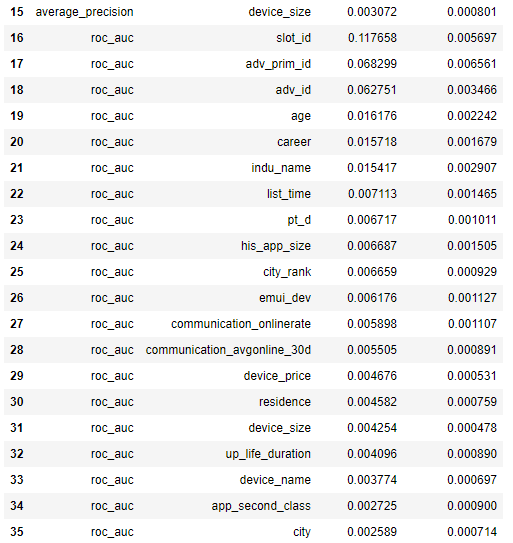 15 average_precision device_size 0.003072 0.000801
16 roc_auc slot_id 0.117658 0.005697
17 roc_auc adv_prim_id 0.068299 0.006561
18 roc_auc adv_id 0.062751 0.003466
19 roc_auc age 0.016176 0.002242
20 roc_auc career 0.015718 0.001679
21 roc_auc indu_name 0.015417 0.002907
22 roc_auc list_time 0.007113 0.001465
23 roc_auc pt_d 0.006717 0.001011
24 roc_auc his_app_size 0.006687 0.001505
25 roc_auc city_rank 0.006659 0.000929
26 roc_auc emui_dev 0.006176 0.001127
27 roc_auc communication_onlinerate 0.005898 0.001107
28 roc_auc communication_avgonline_30d 0.005505 0.000891
29 roc_auc device_price 0.004676 0.000531
30 roc_auc residence 0.004582 0.000759
31 roc_auc device_size 0.004254 0.000478
32 roc_auc up_life_duration 0.004096 0.000890
33 roc_auc device_name 0.003774 0.000697
34 roc_auc app_second_class 0.002725 0.000900
35 roc_auc city 0.002589 0.000714